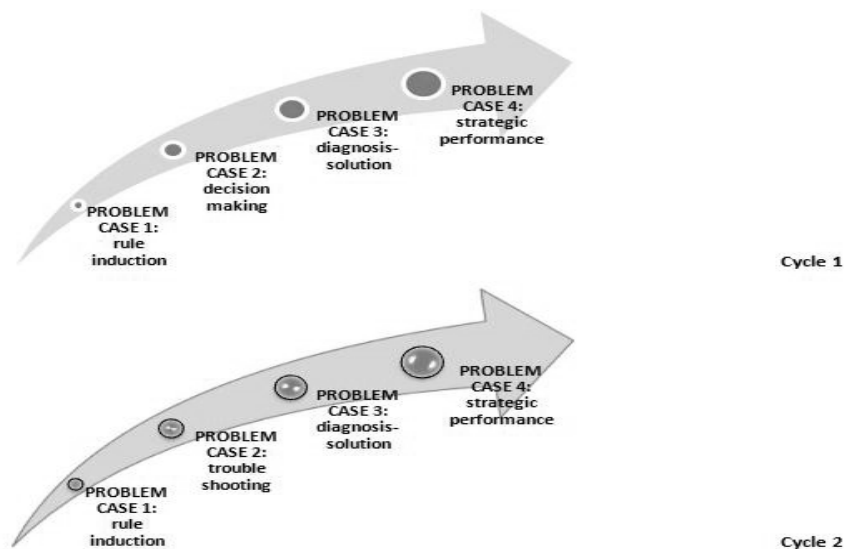 PROBLEM
CASE 1:
rule
induction
PROBLEM
CASE 2:
decision
making
PROBLEM
CASE 3:
diagnosis-
solution
PROBLEM
CASE 4:
strategic
performance
Cycle 1
PROBLEM
CASE 1:
rule
induction
PROBLEM
CASE 2:
trouble
shooting
PROBLEM
CASE 3:
diagnosis-
solution
PROBLEM
CASE 4:
strategic
performance
Cycle 2